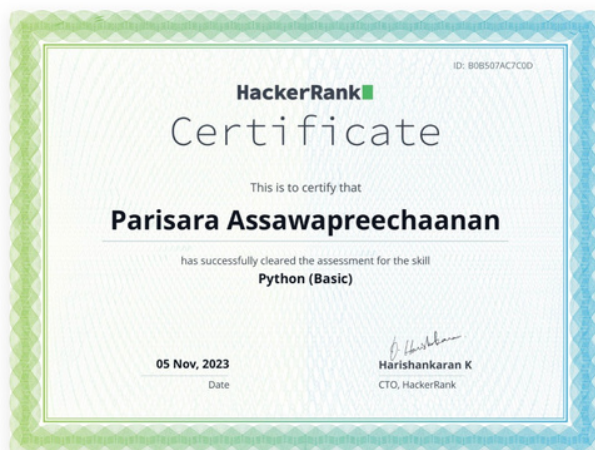 ID: B0B507AC7C0D
HackerRank
Certificate
This is to certify that
Parisara Assawapreechaanan
has successfully cleared the assessment for the skill
Python (Basic)
05 Nov, 2023
Date
Harishankaran K
CTO, HackerRank